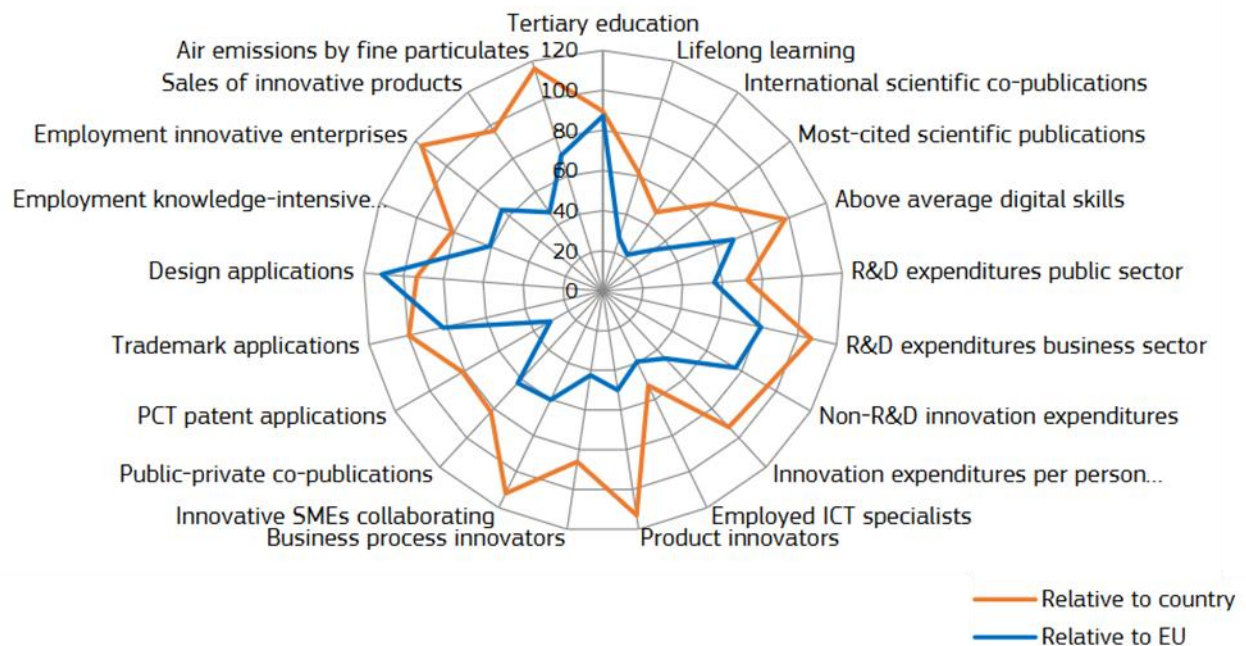 Tertiary education
Air emissions by fine particulates
120
Lifelong learning
Sales of innovative products
100
International scientific co-publications
Employment innovative enterprises
80
Most-cited scientific publications
60
Employment knowledge-intensive...
40
Above average digital skills
20
Design applications
0
R&D expenditures public sector
Trademark applications
R&D expenditures business sector
PCT patent applications
Non-R&D innovation expenditures
Public-private co-publications
Innovation expenditures per person...
Innovative SMEs collaborating
Employed ICT specialists
Business process innovators
Product innovators
Relative to country
Relative to EU